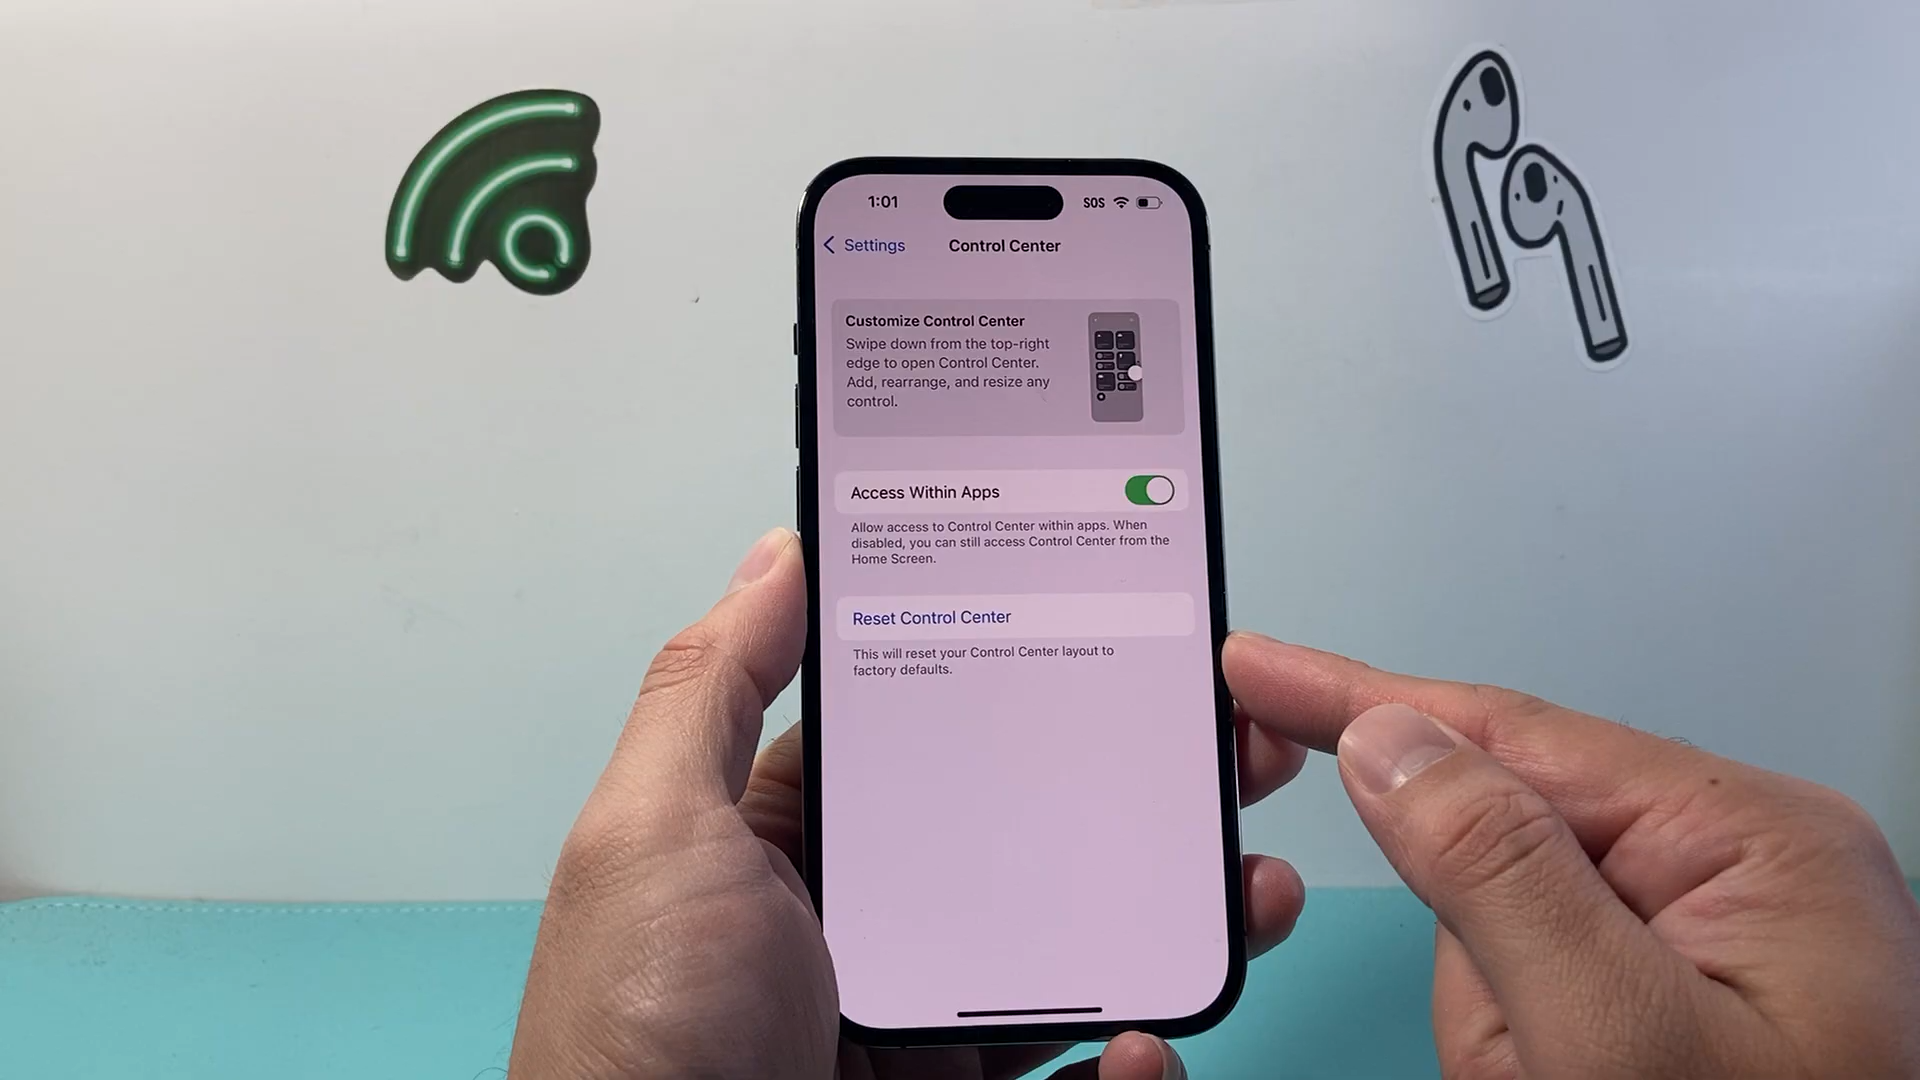 1:01
SOS
Settings
Control Center
Customize Control Center
Swipe down from the top-right
edge to open Control Center.
Add, rearrange, and resize any
control.
Access Within Apps
Allow access to Control Center within apps. When
disabled, you can still access Control Center from the
Home Screen.
Reset Control Center
This will reset your Control Center layout to
factory defaults.